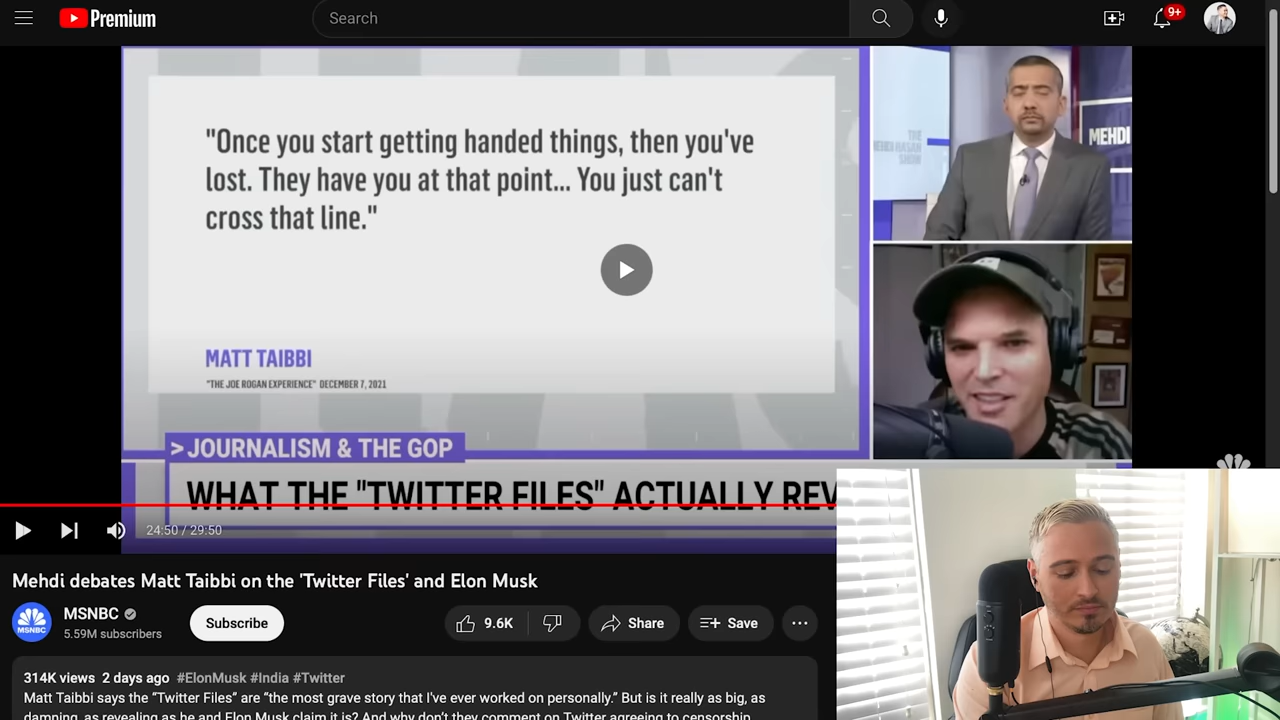 Premium
Search
9+
"Once you start getting handed things, then you've
lost. They have you at that point... You just can't
cross that line."
MATT TAIBBI
"THE JOE ROGAN EXPERIENCE" DECEMBER 7, 2021
THE
MEHDI HASAN
SHOW
MEHDI
>JOURNALISM & THE GOP
WHAT THE "TWITTER FILES" ACTUALLY REV
24:50 / 29:50
Mehdi debates Matt Taibbi on the 'Twitter Files' and Elon Musk
MSNBC
MSNBC
5.59M subscribers
Subscribe
9.6K
Share
Save
314K views 2 days ago #ElonMusk #India #Twitter
Matt Taibbi says the "Twitter Files" are "the most grave story that I've ever worked on personally." But is it really as big, as
damning, as revealing as he and Elon Musk claim it is? And why don't they comment on Twitter agreeing to censorship